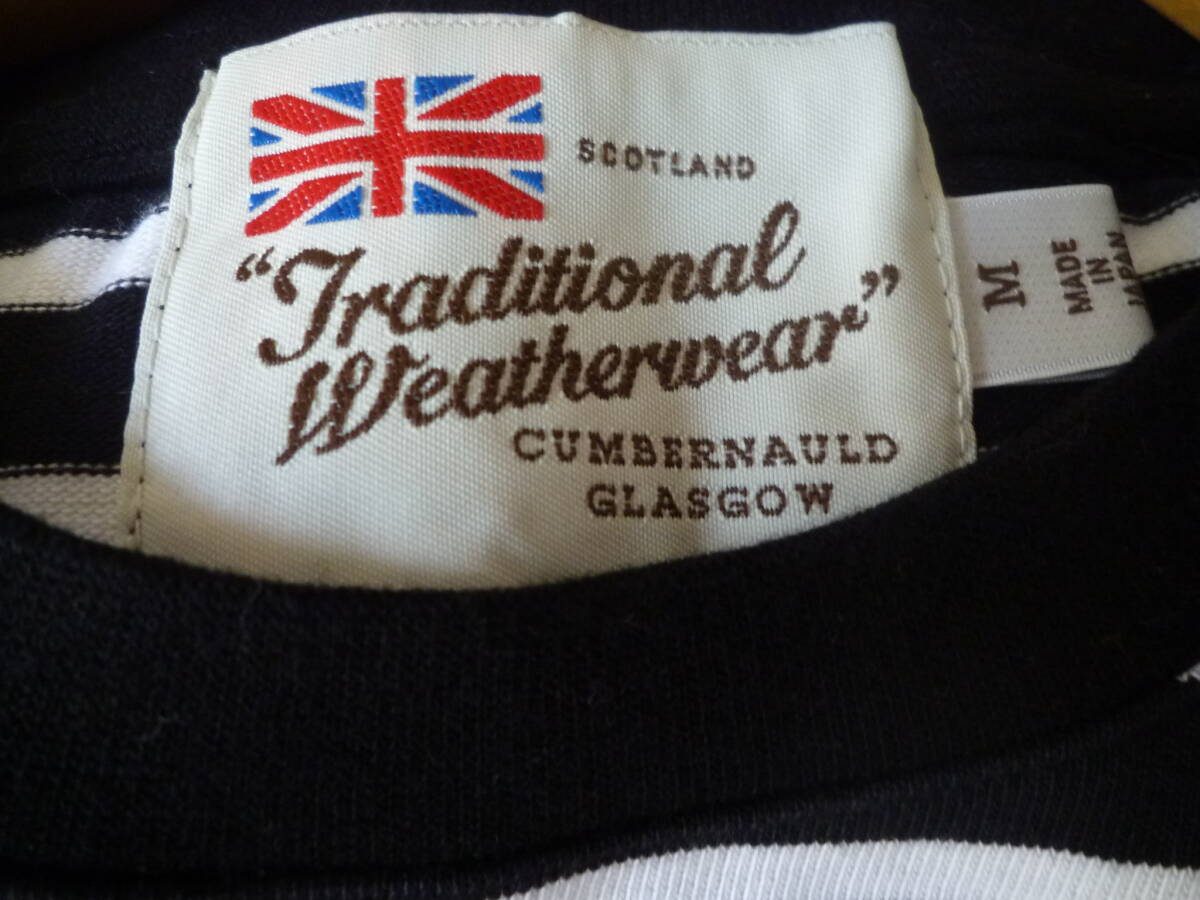 SCOTLAND
“Traditional
Weatherwear”
CUMBERNAULD
GLASGOW
M
MADE
IN
JAPAN